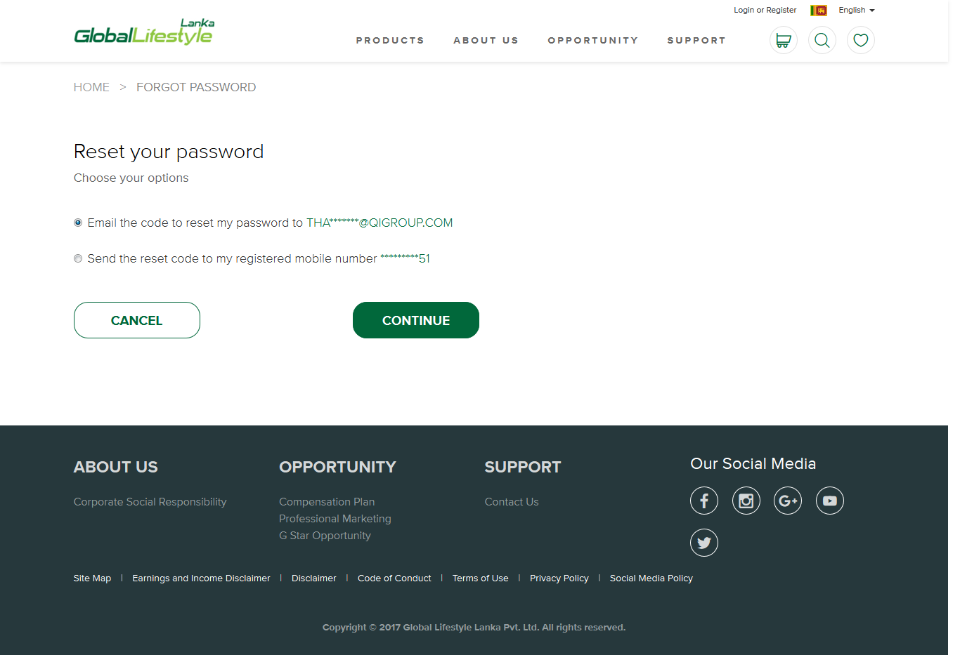 Login or Register English
Lanka
GlobalLifestyle
PRODUCTS ABOUT US OPPORTUNITY SUPPORT
HOME > FORGOT PASSWORD
Reset your password
Choose your options
Email the code to reset my password to THA*******@QIGROUP.COM
Send the reset code to my registered mobile number *********51
CANCEL CONTINUE
ABOUT US OPPORTUNITY SUPPORT Our Social Media
Corporate Social Responsibility Compensation Plan Contact Us
Professional Marketing
G Star Opportunity
Site Map | Earnings and Income Disclaimer | Disclaimer | Code of Conduct | Terms of Use | Privacy Policy | Social Media Policy
Copyright © 2017 Global Lifestyle Lanka Pvt. Ltd. All rights reserved.